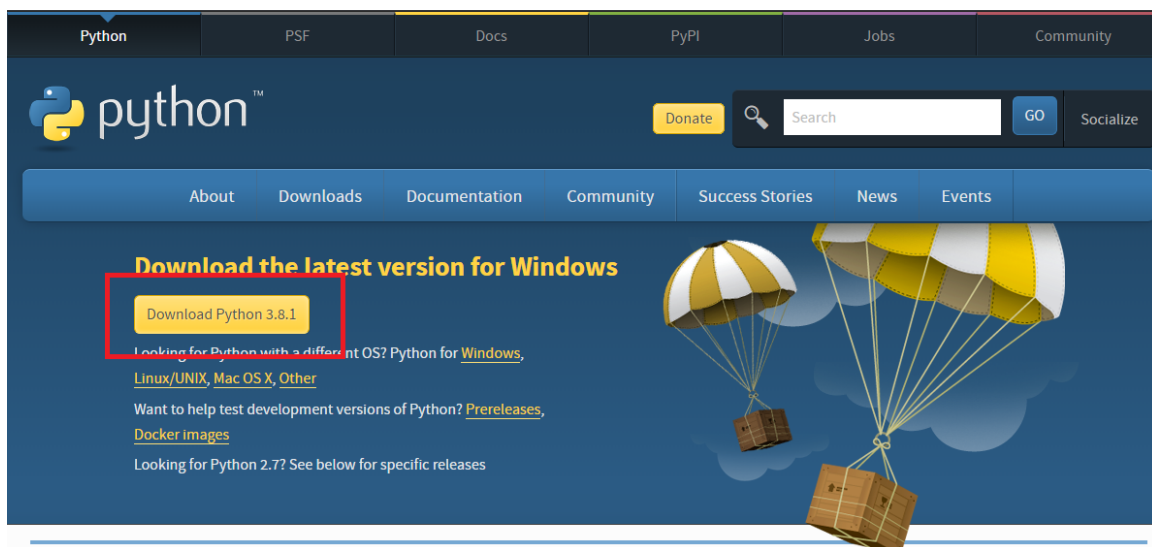 Python PSF Docs PyPI Jobs Community
python™
Donate Search GO Socialize
About Downloads Documentation Community Success Stories News Events
Download the latest version for Windows
Download Python 3.8.1
Looking for Python with a different OS? Python for Windows,
Linux/UNIX, Mac OS X, Other
Want to help test development versions of Python? Prereleases,
Docker images
Looking for Python 2.7? See below for specific releases